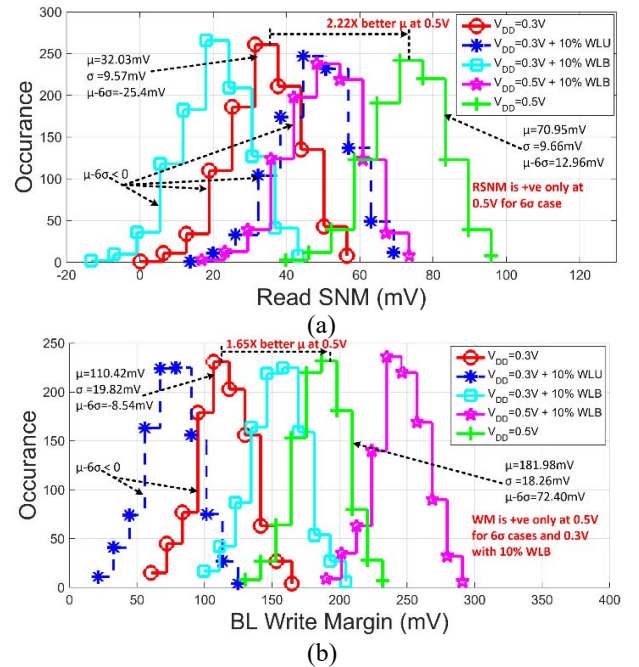 2.22X better μ at 0.5V
V_DD=0.3V
V_DD=0.3V + 10% WLU
V_DD=0.3V + 10% WLB
V_DD=0.5V + 10% WLB
V_DD=0.5V
μ=32.03mV
σ =9.57mV
μ-6σ=-25.4mV
μ-6σ<0
μ=70.95mV
σ =9.66mV
μ-6σ=12.96mV
RSNM is +ve only at
0.5V for 6σ case
Occurance
300
250
200
150
100
50
0
-20 0 20 40 60 80 100 120
Read SNM (mV)
(a)
1.65X better μ at 0.5V
V_DD=0.3V
V_DD=0.3V + 10% WLU
V_DD=0.3V + 10% WLB
V_DD=0.5V + 10% WLB
V_DD=0.5V
μ=110.42mV
σ =19.82mV
μ-6σ=-8.54mV
μ-6σ<0
μ=181.98mV
σ =18.26mV
μ-6σ=72.40mV
WM is +ve only at 0.5V
for 6σ cases and 0.3V
with 10% WLB
Occurance
250
200
150
100
50
0
0 50 100 150 200 250 300 350 400
BL Write Margin (mV)
(b)